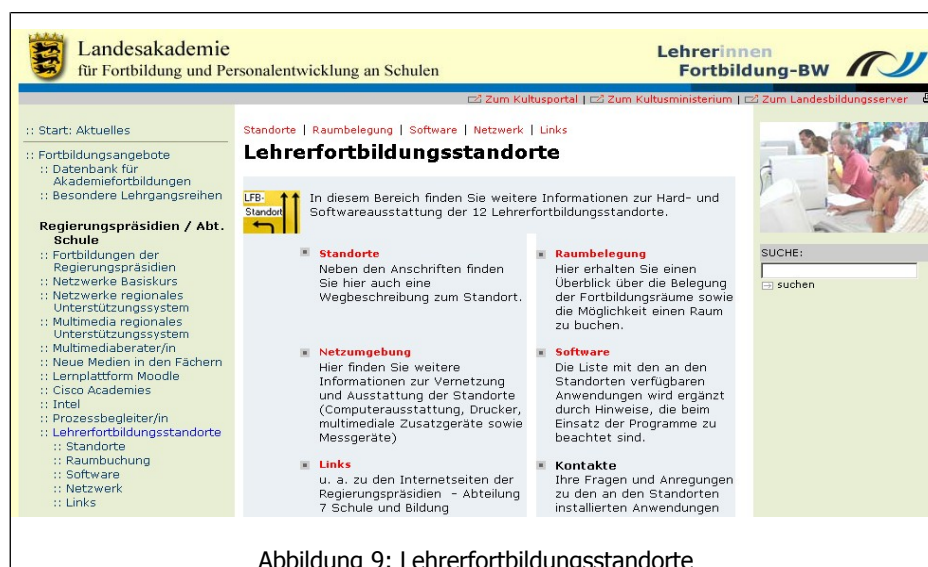 Landesakademie
für Fortbildung und Personalentwicklung an Schulen
Lehrerinnen
Fortbildung-BW
Zum Kultusportal | Zum Kultusministerium | Zum Landesbildungsserver
:: Start: Aktuelles
:: Fortbildungsangebote
:: Datenbank für
Akademiefortbildungen
:: Besondere Lehrgangsreihen
Regierungspräsidien / Abt.
Schule
:: Fortbildungen der
Regierungspräsidien
:: Netzwerke Basiskurs
:: Netzwerke regionales
Unterstützungssystem
:: Multimedia regionales
Unterstützungssystem
:: Multimediaberater/in
:: Neue Medien in den Fächern
:: Lernplattform Moodle
:: Cisco Academies
:: Intel
:: Prozessbegleiter/in
:: Lehrerfortbildungsstandorte
:: Standorte
:: Raumbuchung
:: Software
:: Netzwerk
:: Links
Standorte | Raumbelegung | Software | Netzwerk | Links
Lehrerfortbildungsstandorte
LFB-
Standort
In diesem Bereich finden Sie weitere Informationen zur Hard- und
Softwareausstattung der 12 Lehrerfortbildungsstandorte.
Standorte
Neben den Anschriften finden
Sie hier auch eine
Wegbeschreibung zum Standort.
Raumbelegung
Hier erhalten Sie einen
Überblick über die Belegung
der Fortbildungsräume sowie
die Möglichkeit einen Raum
zu buchen.
Netzumgebung
Hier finden Sie weitere
Informationen zur Vernetzung
und Ausstattung der Standorte
(Computerausstattung, Drucker,
multimediale Zusatzgeräte sowie
Messgeräte)
Software
Die Liste mit den an den
Standorten verfügbaren
Anwendungen wird ergänzt
durch Hinweise, die beim
Einsatz der Programme zu
beachtet sind.
Links
u. a. zu den Internetseiten der
Regierungspräsidien - Abteilung
7 Schule und Bildung
Kontakte
Ihre Fragen und Anregungen
zu den an den Standorten
installierten Anwendungen
SUCHE:
suchen
Abbildung 9: Lehrerfortbildungsstandorte